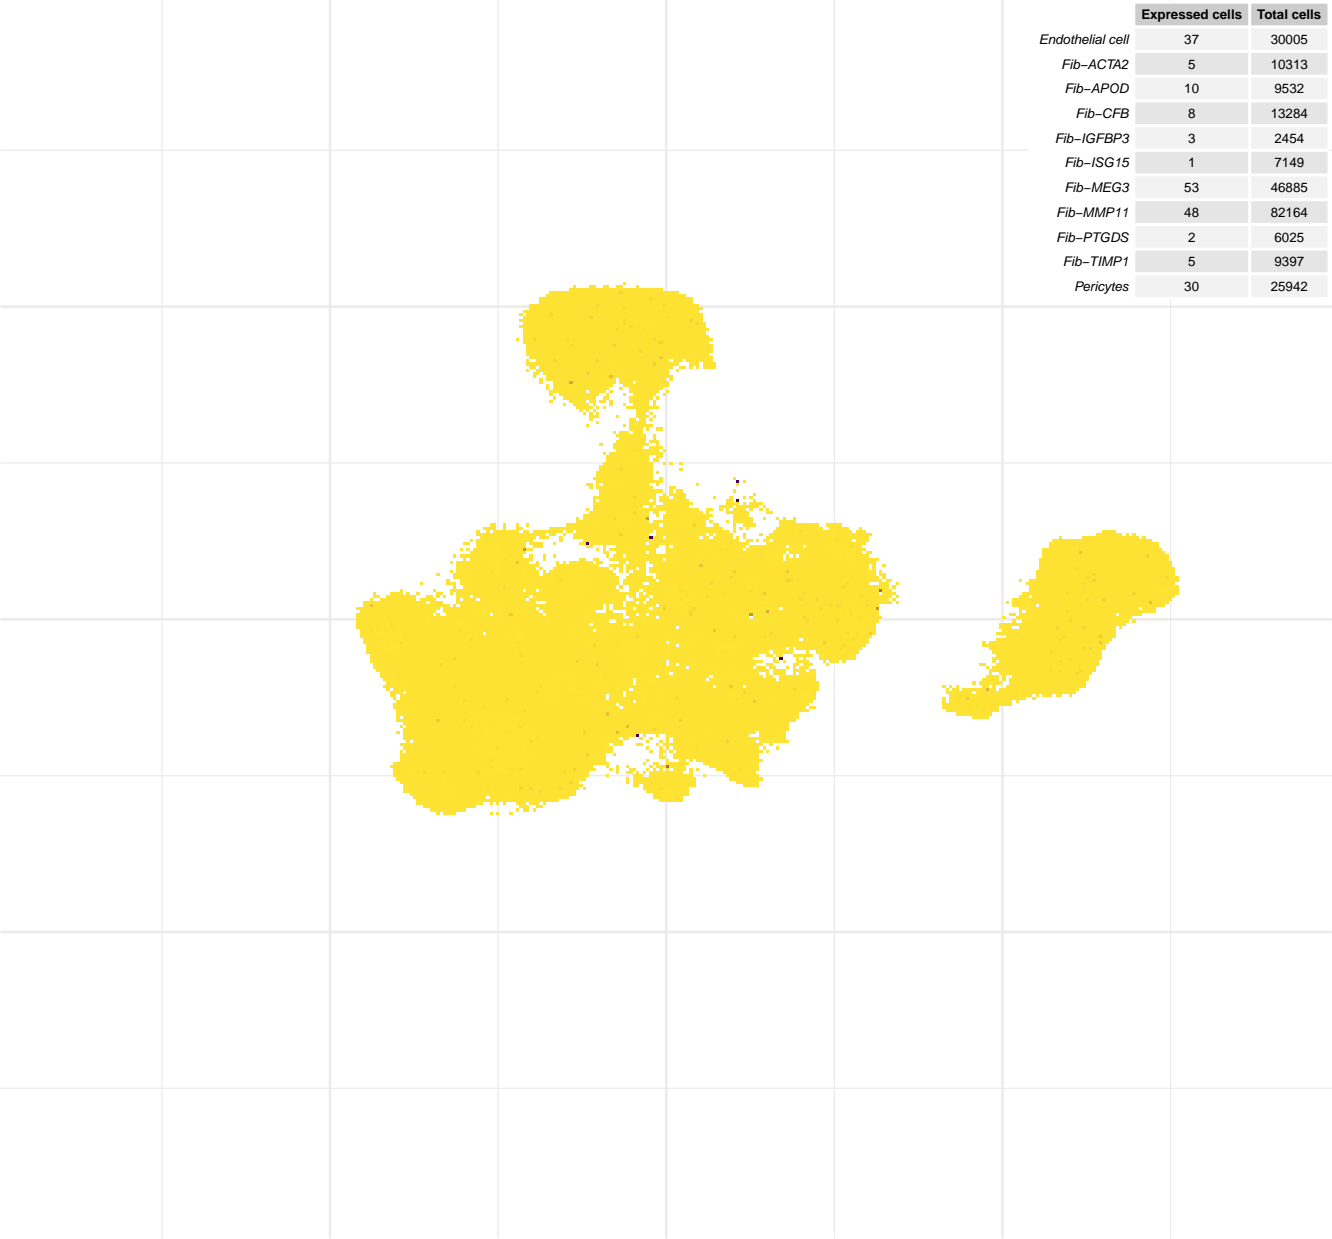 Expressed cells Total cells
Endothelial cell 37 30005
Fib−ACTA2 5 10313
Fib−APOD 10 9532
Fib−CFB 8 13284
Fib−IGFBP3 3 2454
Fib−ISG15 1 7149
Fib−MEG3 53 46885
Fib−MMP11 48 82164
Fib−PTGDS 2 6025
Fib−TIMP1 5 9397
Pericytes 30 25942